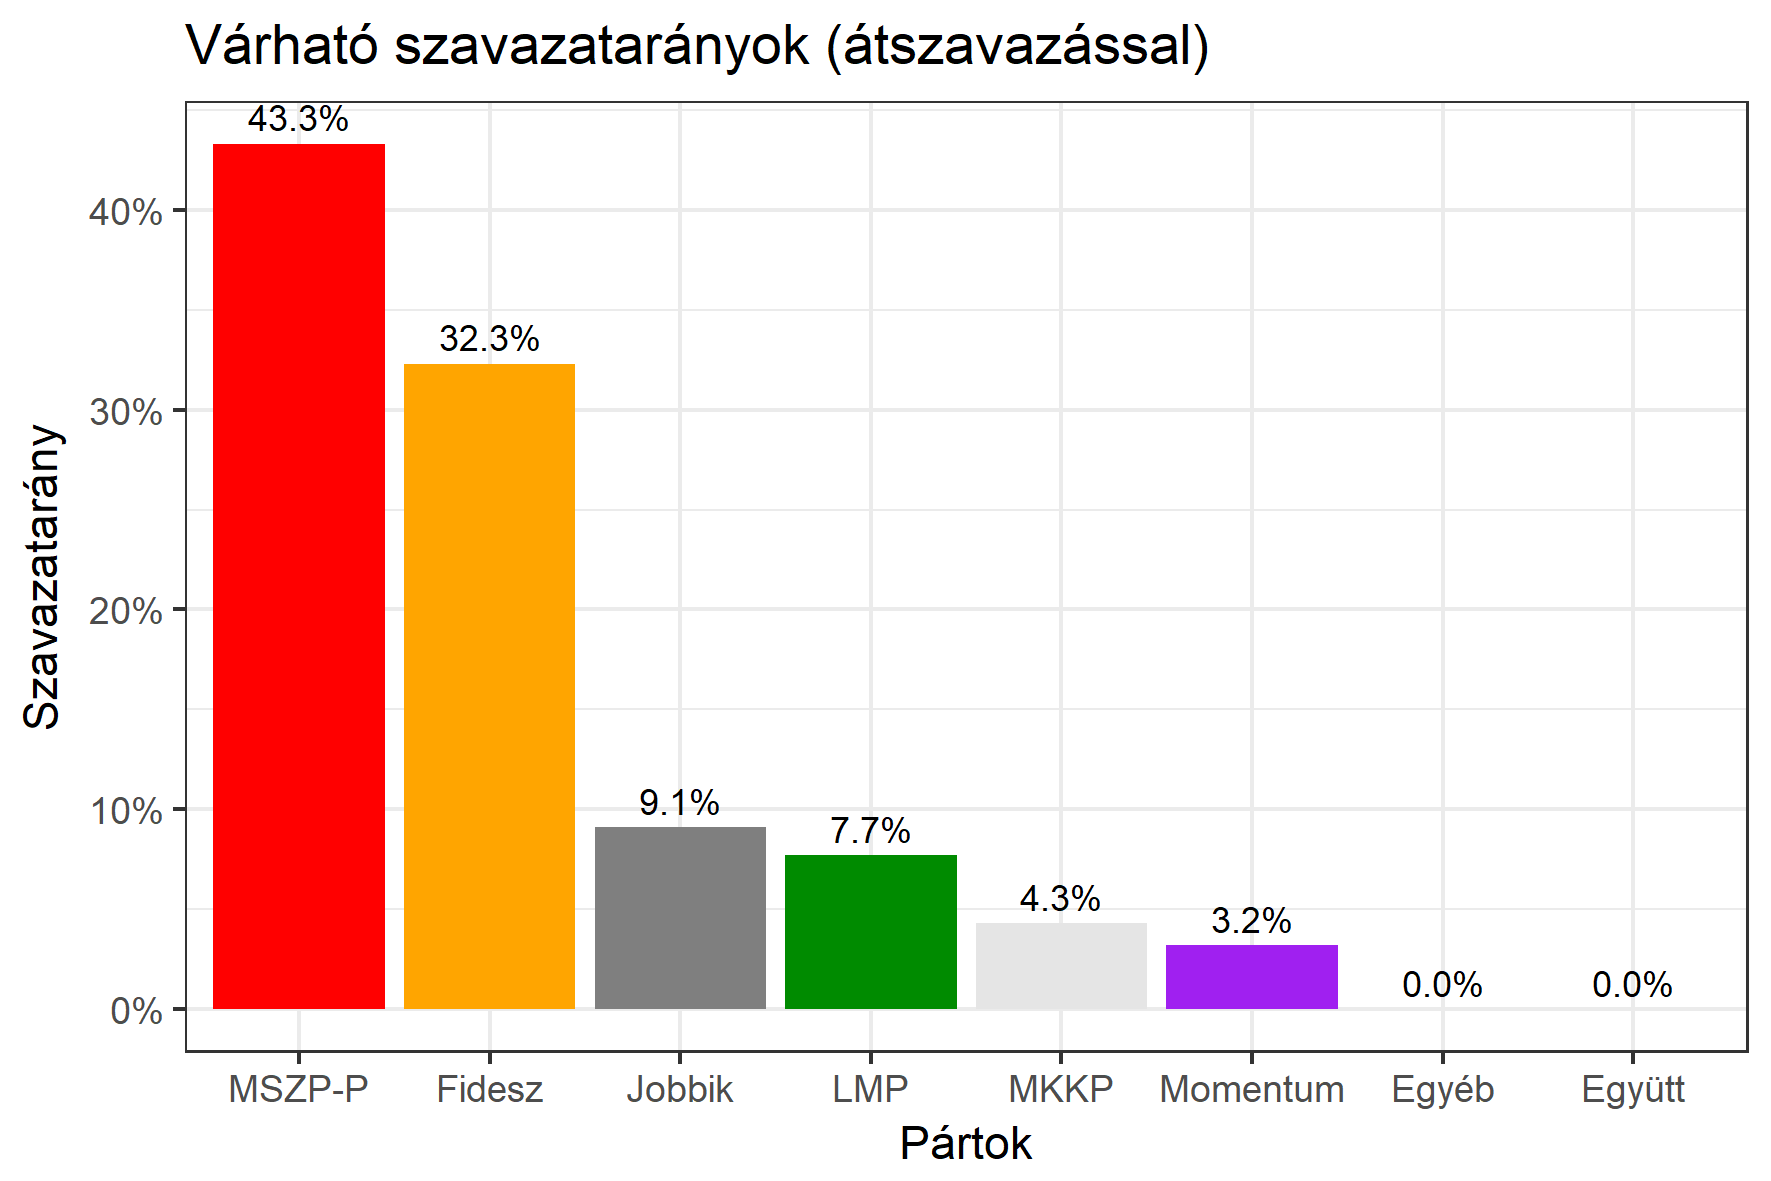 Várható szavazatarányok (átszavazással)
43.3%
32.3%
9.1%
7.7%
4.3%
3.2%
0.0%
0.0%
40%
30%
20%
10%
0%
Szavazatarány
MSZP-P
Fidesz
Jobbik
LMP
MKKP
Momentum
Egyéb
Együtt
Pártok